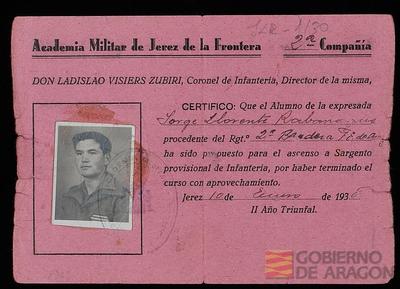 Academia Militar de Jerez de la Frontera 2ª Compañía
DON LADISLAO VISIERS ZUBIRI, Coronel de Infantería, Director de la misma,
CERTIFICO: Que el Alumno de la expresada
Jorge Llorente
procedente del Rgt.º 2ª Bandera
ha sido propuesto para el ascenso a Sargento
provisional de Infantería, por haber terminado el
curso con aprovechamiento.
Jerez 10 de Enero de 193
II Año Triunfal.
GOBIERNO
DE ARAGON